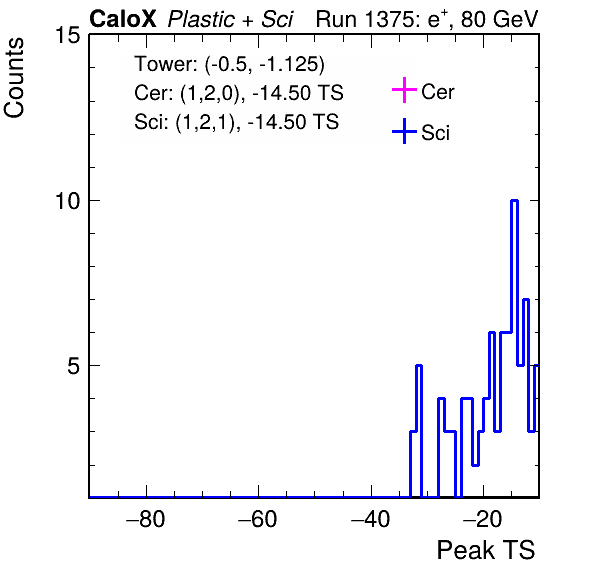 CaloX Plastic + Sci Run 1375: e⁺, 80 GeV
Counts
15
10
5
Tower: (-0.5, -1.125)
Cer: (1,2,0), -14.50 TS
Sci: (1,2,1), -14.50 TS
Cer
Sci
−80 −60 −40 −20
Peak TS